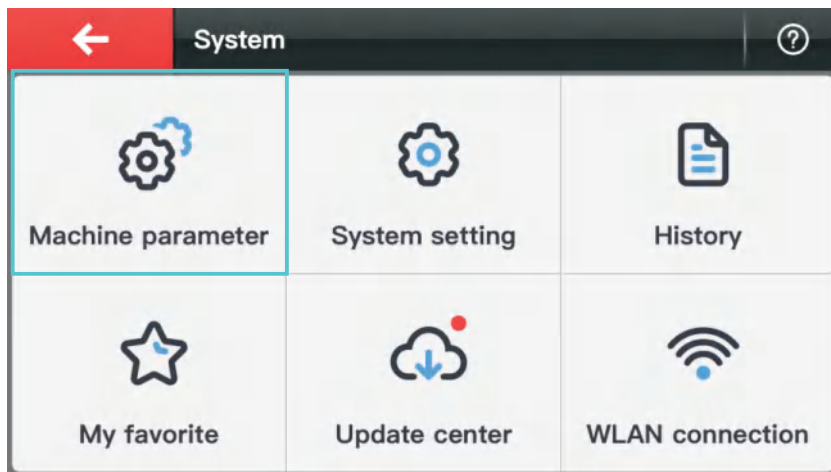 System
Machine parameter
System setting
History
My favorite
Update center
WLAN connection